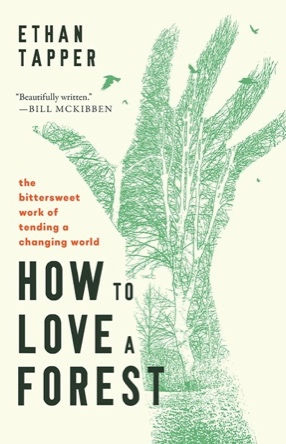 ETHAN
TAPPER
"Beautifully written."
—BILL MCKIBBEN
the
bittersweet
work of
tending a
changing world
HOW TO
LOVE A
FOREST